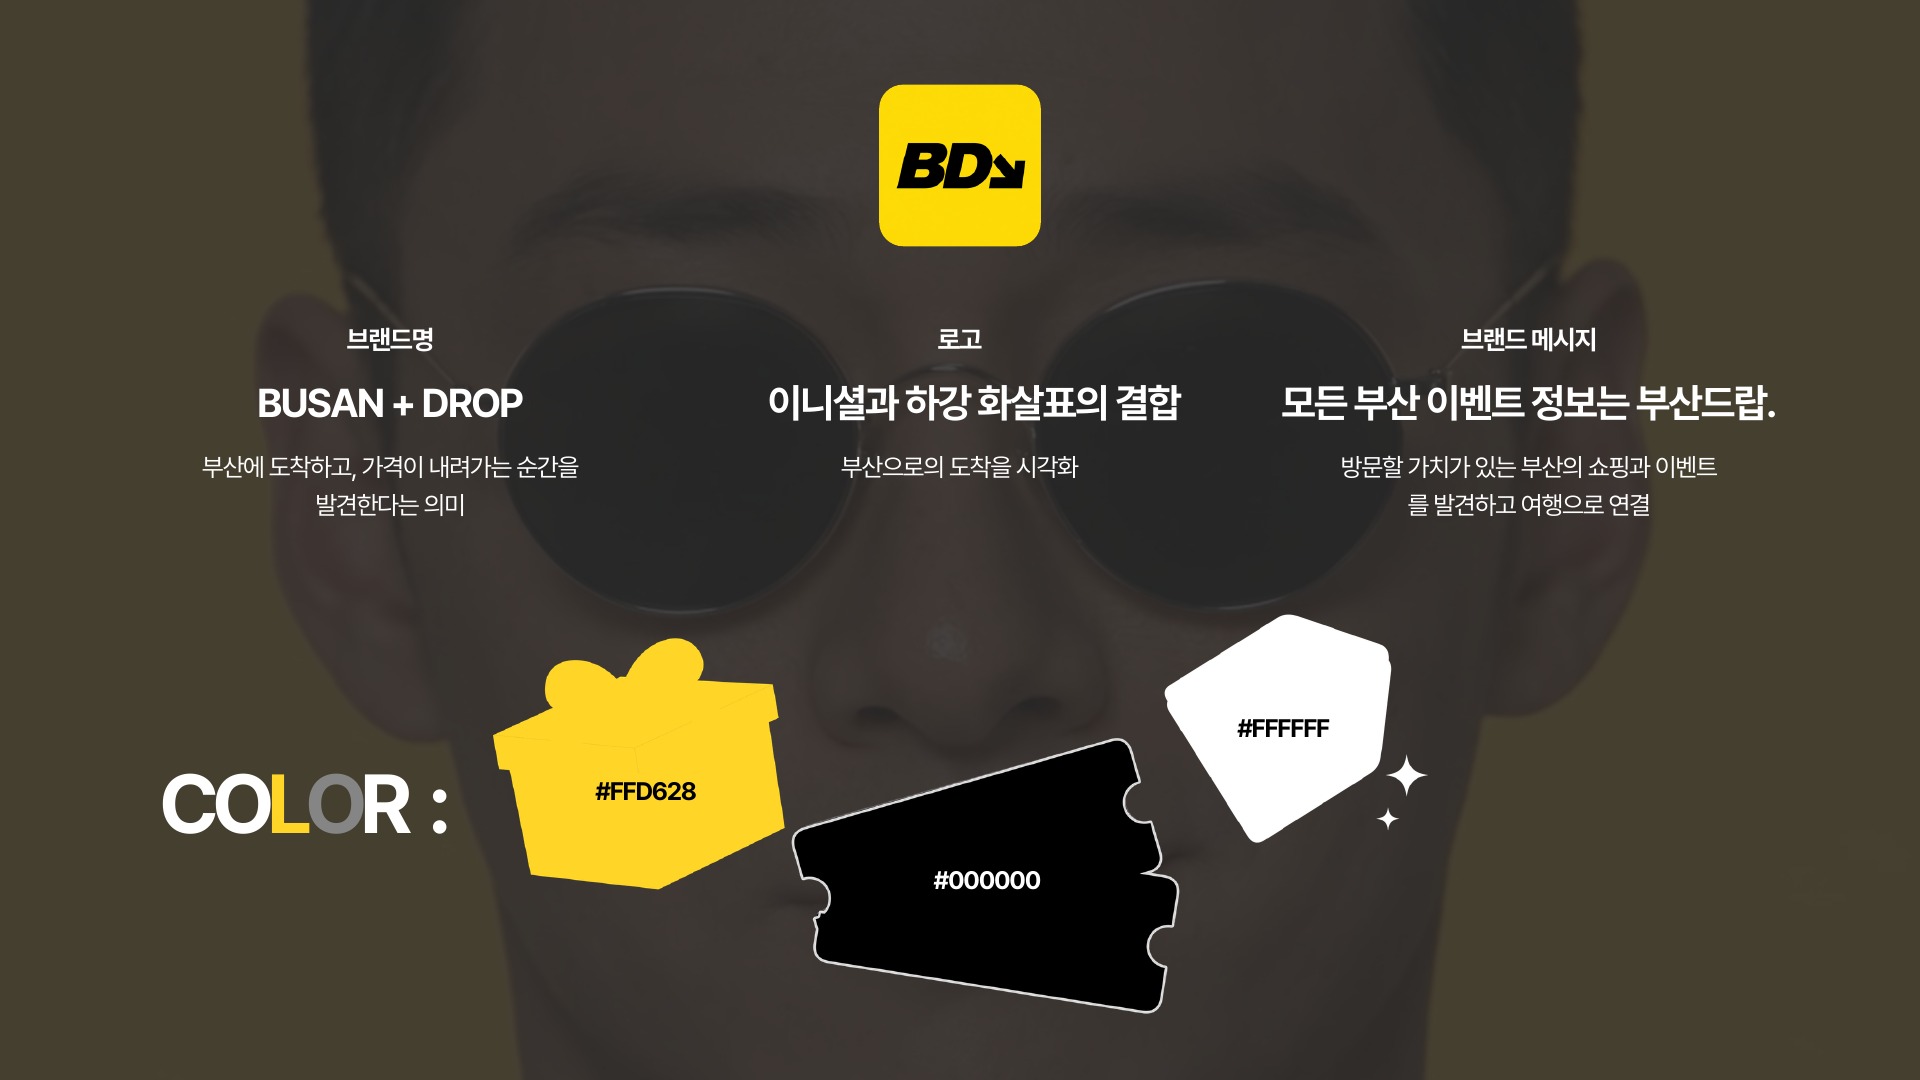 BD
브랜드명
BUSAN + DROP
부산에 도착하고, 가격이 내려가는 순간을
발견한다는 의미
로고
이니셜과 하강 화살표의 결합
부산으로의 도착을 시각화
브랜드 메시지
모든 부산 이벤트 정보는 부산드랍.
방문할 가치가 있는 부산의 쇼핑과 이벤트
를 발견하고 여행으로 연결
COLOR :
#FFD628
#000000
#FFFFFF